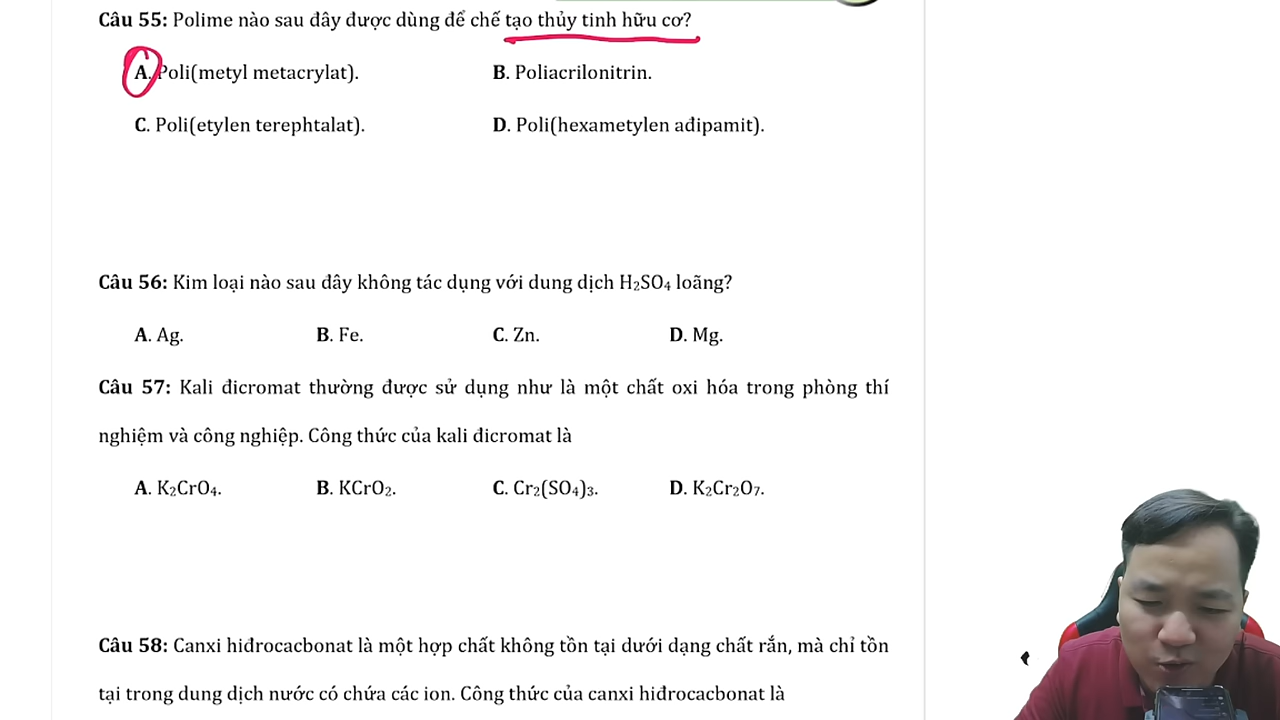 Câu 55: Polime nào sau đây được dùng để chế tạo thủy tinh hữu cơ?
A. Poli(metyl metacrylat). B. Poliacrilonitrin.
C. Poli(etylen terephtalat). D. Poli(hexametylen ađipamit).
Câu 56: Kim loại nào sau đây không tác dụng với dung dịch H₂SO₄ loãng?
A. Ag. B. Fe. C. Zn. D. Mg.
Câu 57: Kali đicromat thường được sử dụng như là một chất oxi hóa trong phòng thí
nghiệm và công nghiệp. Công thức của kali đicromat là
A. K₂CrO₄. B. KCrO₂. C. Cr₂(SO₄)₃. D. K₂Cr₂O₇.
Câu 58: Canxi hiđrocacbonat là một hợp chất không tồn tại dưới dạng chất rắn, mà chỉ tồn
tại trong dung dịch nước có chứa các ion. Công thức của canxi hiđrocacbonat là